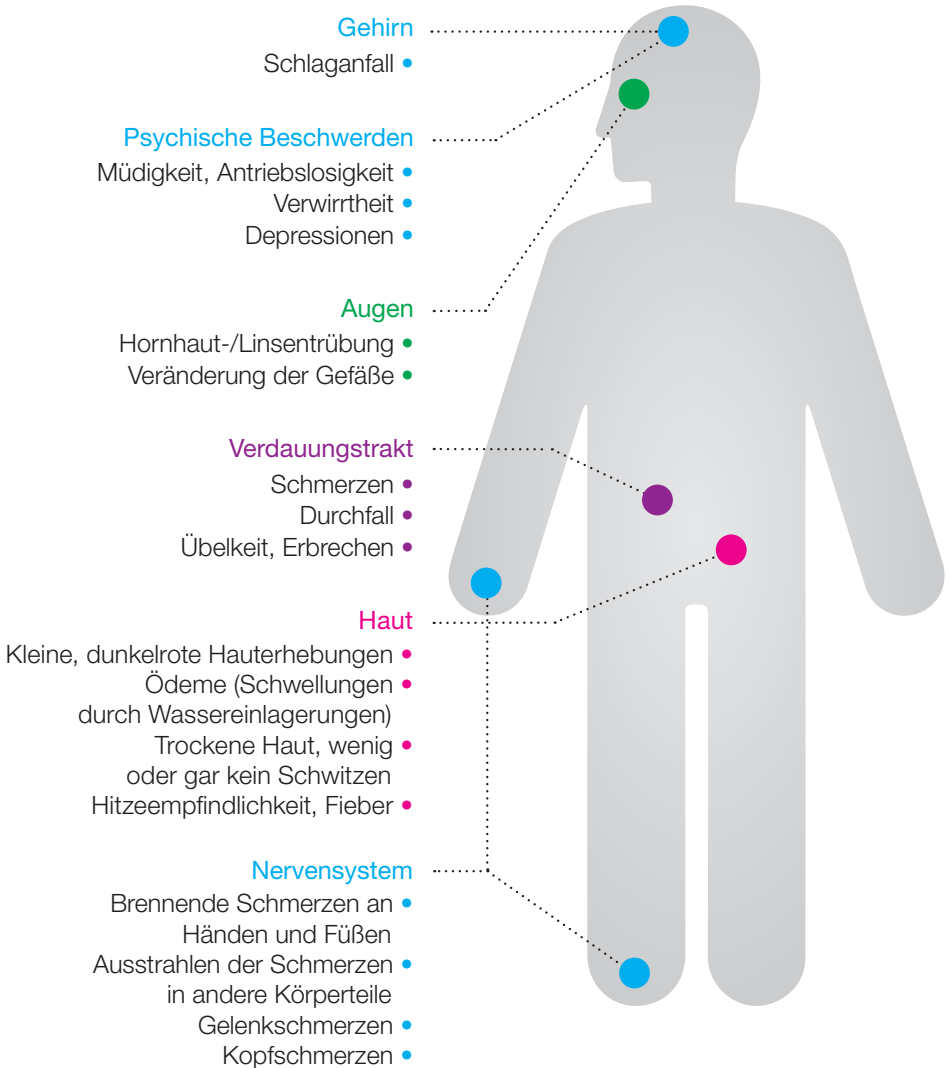 Gehirn
Schlaganfall •
Psychische Beschwerden
Müdigkeit, Antriebslosigkeit •
Verwirrtheit •
Depressionen •
Augen
Hornhaut-/Linsentrübung •
Veränderung der Gefäße •
Verdauungstrakt
Schmerzen •
Durchfall •
Übelkeit, Erbrechen •
Haut
Kleine, dunkelrote Hauterhebungen •
Ödeme (Schwellungen •
durch Wassereinlagerungen)
Trockene Haut, wenig •
oder gar kein Schwitzen
Hitzeempfindlichkeit, Fieber •
Nervensystem
Brennende Schmerzen an •
Händen und Füßen
Ausstrahlen der Schmerzen •
in andere Körperteile
Gelenkschmerzen •
Kopfschmerzen •